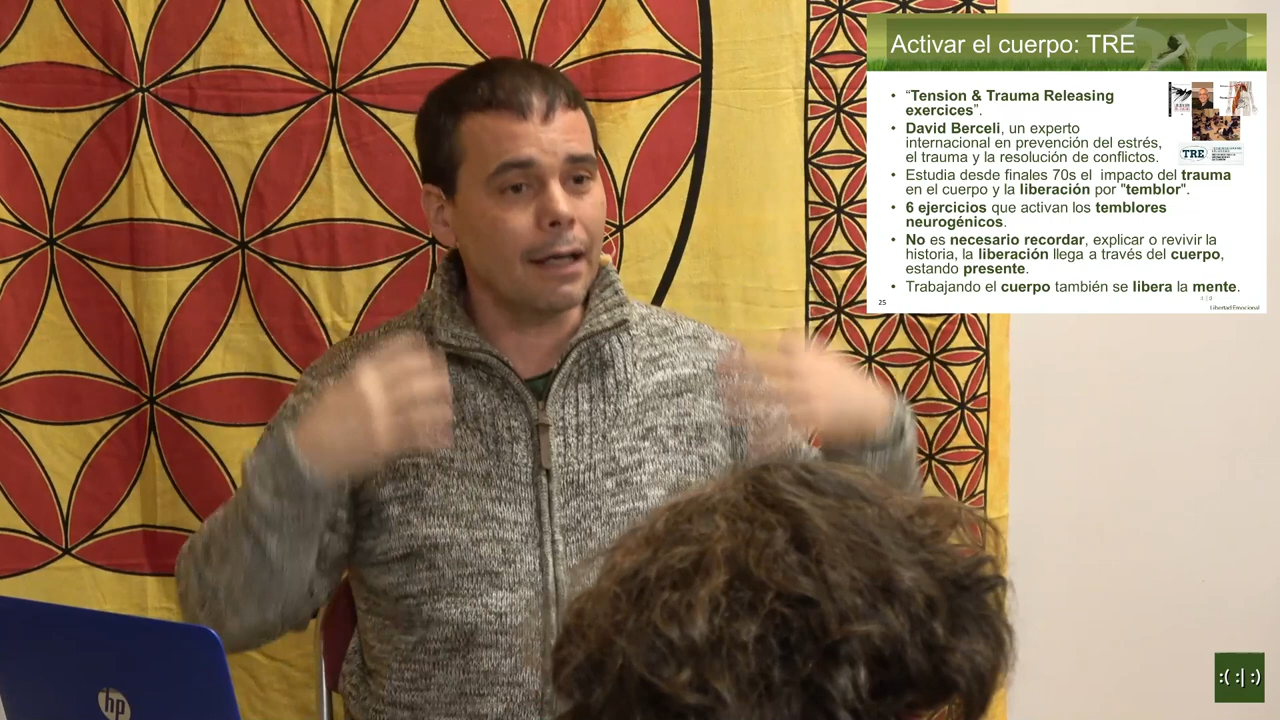 Activar el cuerpo: TRE
• “Tension & Trauma Releasing
exercices”.
• David Berceli, un experto
internacional en prevención del estrés,
el trauma y la resolución de conflictos.
• Estudia desde finales 70s el impacto del trauma
en el cuerpo y la liberación por "temblor".
• 6 ejercicios que activan los temblores
neurogénicos.
• No es necesario recordar, explicar o revivir la
historia, la liberación llega a través del cuerpo,
estando presente.
• Trabajando el cuerpo también se libera la mente.
TRE
25
Libertad Emocional
hp
:( :| :)